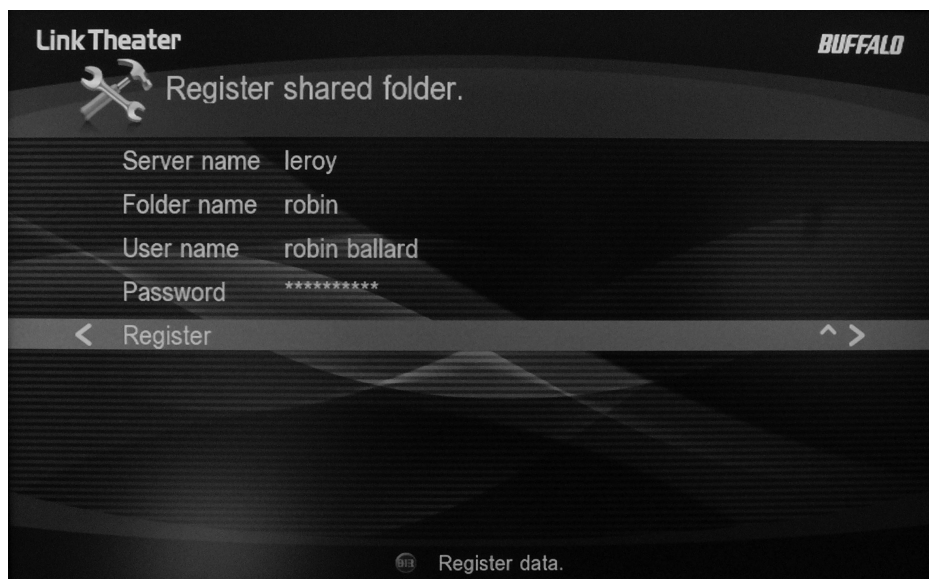 LinkTheater
BUFFALO
Register shared folder.
Server name leroy
Folder name robin
User name robin ballard
Password **********
< Register ^ >
Register data.